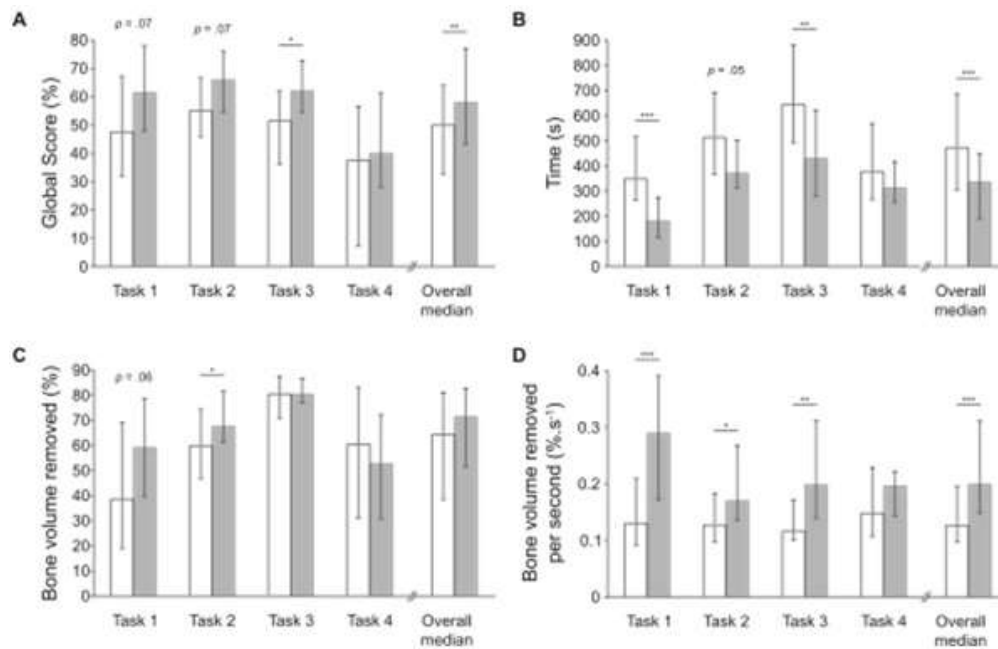 A
p = .07
p = .07
*
**
Global Score (%)
80
70
60
50
40
30
20
10
0
Task 1 Task 2 Task 3 Task 4 Overall
median
B
***
p = .05
**
***
Time (s)
900
800
700
600
500
400
300
200
100
0
Task 1 Task 2 Task 3 Task 4 Overall
median
C
p = .06
*
Bone volume removed (%)
90
80
70
60
50
40
30
20
10
0
Task 1 Task 2 Task 3 Task 4 Overall
median
D
***
*
**
***
Bone volume removed
per second (%.s⁻¹)
0.4
0.3
0.2
0.1
0
Task 1 Task 2 Task 3 Task 4 Overall
median